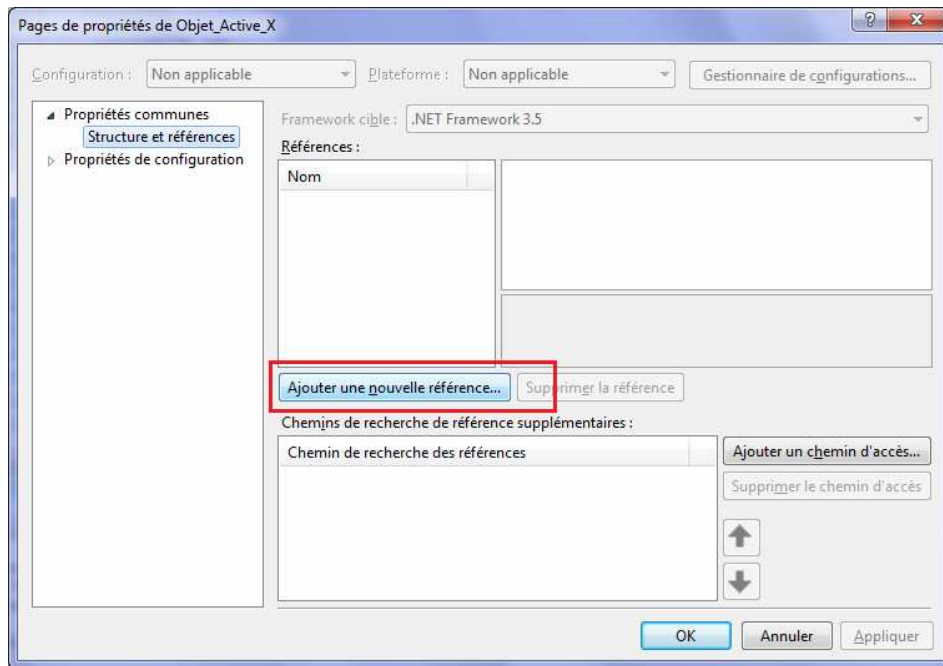 Pages de propriétés de Objet_Active_X
Configuration : Non applicable Plateforme : Non applicable Gestionnaire de configurations...
Propriétés communes
Structure et références
Propriétés de configuration
Framework cible : .NET Framework 3.5
Références :
Nom
Ajouter une nouvelle référence... Supprimer la référence
Chemins de recherche de référence supplémentaires :
Chemin de recherche des références
Ajouter un chemin d'accès...
Supprimer le chemin d'accès
OK Annuler Appliquer